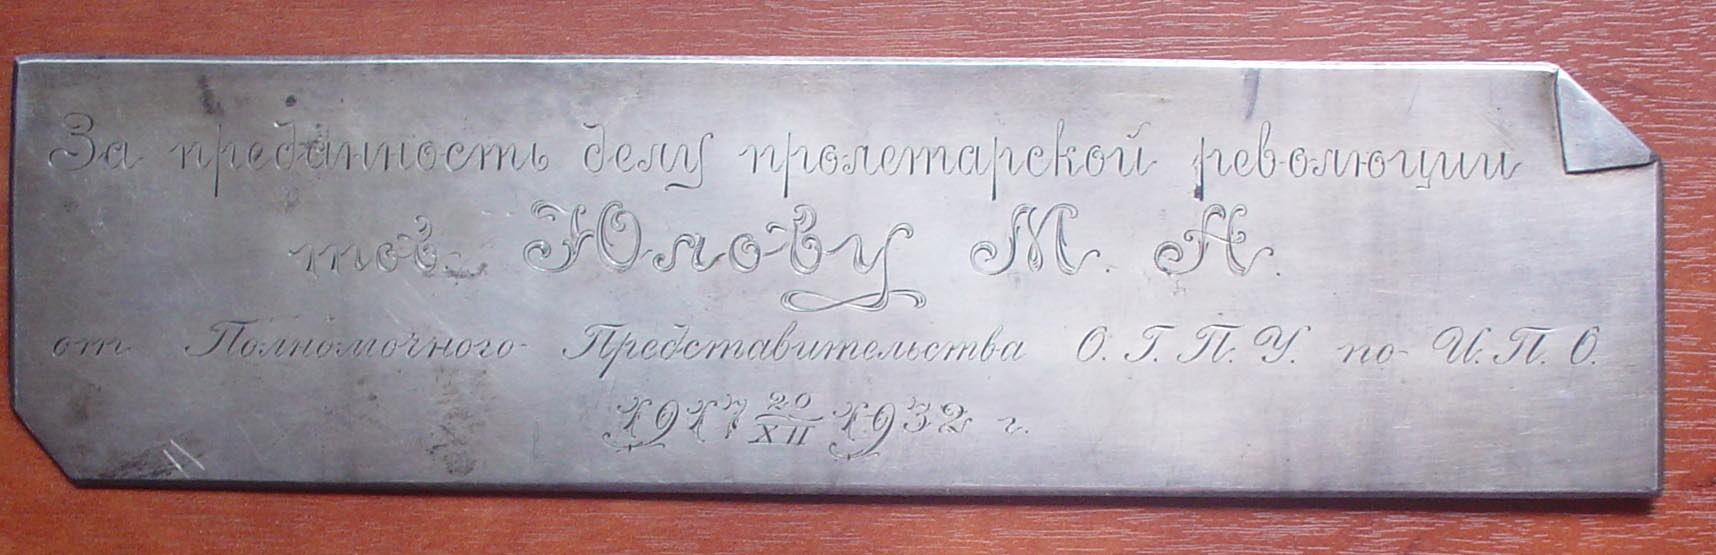 За преданность делу пролетарской революции
тов. Юлову М. А.
от Полномочного Представительства О. Г. П. У. по И. П. О.
1917 20/XII 1932 г.